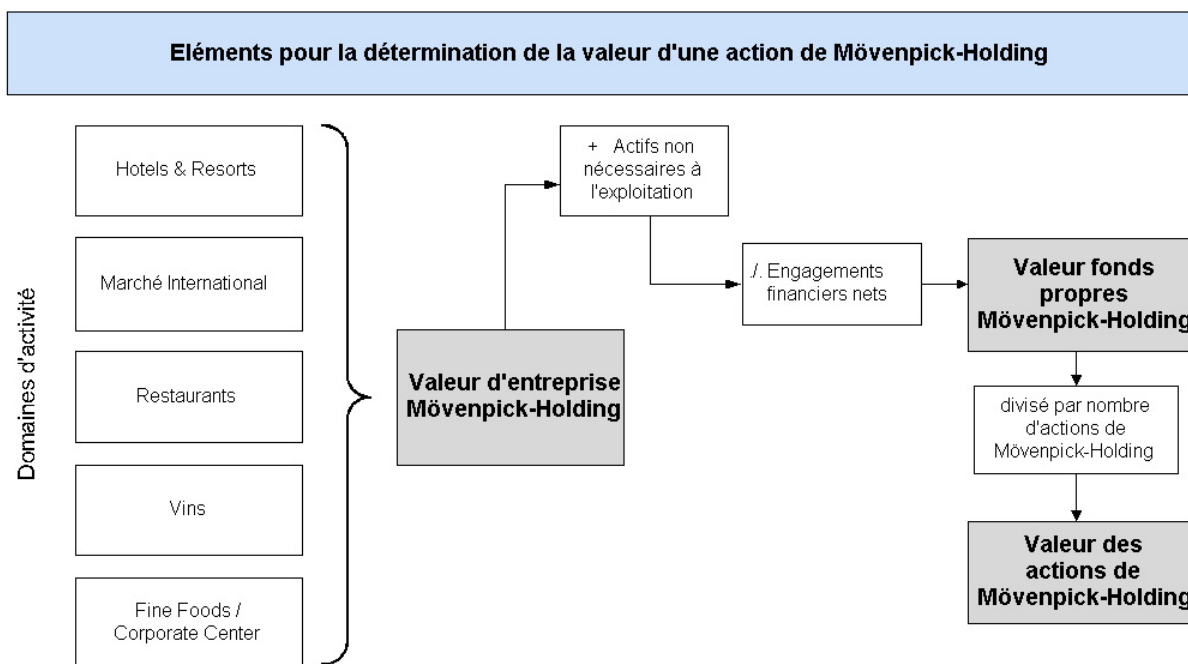 Eléments pour la détermination de la valeur d'une action de Mövenpick-Holding
Domaines d'activité
Hotels & Resorts
Marché International
Restaurants
Vins
Fine Foods /
Corporate Center
Valeur d'entreprise
Mövenpick-Holding
+ Actifs non
nécessaires à
l'exploitation
./. Engagements
financiers nets
Valeur fonds
propres
Mövenpick-Holding
divisé par nombre
d'actions de
Mövenpick-Holding
Valeur des
actions de
Mövenpick-Holding